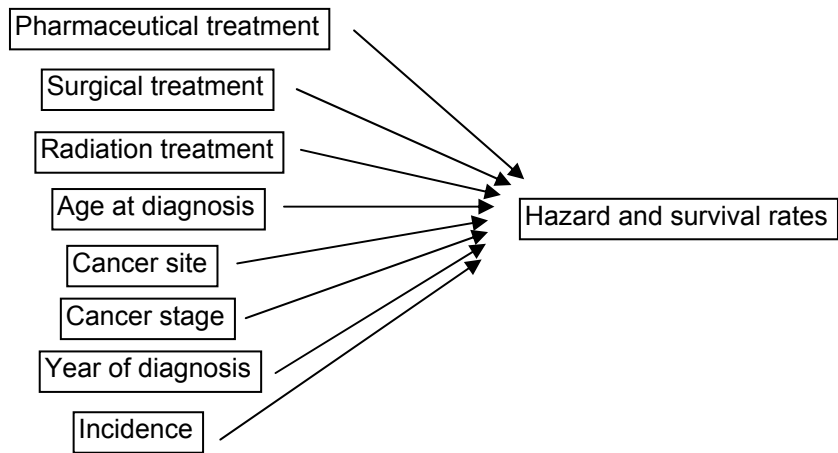 Pharmaceutical treatment
Surgical treatment
Radiation treatment
Age at diagnosis
Hazard and survival rates
Cancer site
Cancer stage
Year of diagnosis
Incidence